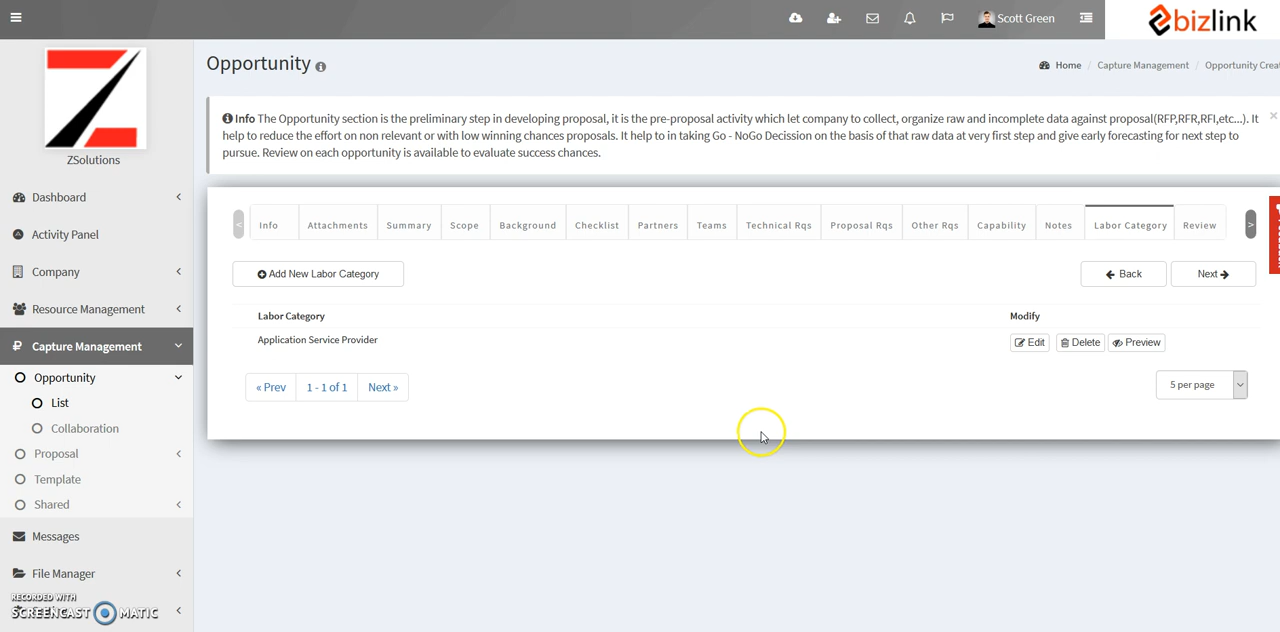 Scott Green
bizlink
ZSolutions
Dashboard
Activity Panel
Company
Resource Management
Capture Management
Opportunity
List
Collaboration
Proposal
Template
Shared
Messages
File Manager
RECORDED WITH
SCREENCAST MATIC
Opportunity
Home / Capture Management / Opportunity Creat
Info The Opportunity section is the preliminary step in developing proposal, it is the pre-proposal activity which let company to collect, organize raw and incomplete data against proposal(RFP,RFR,RFI,etc...). It
help to reduce the effort on non relevant or with low winning chances proposals. It help to in taking Go - NoGo Decission on the basis of that raw data at very first step and give early forecasting for next step to
pursue. Review on each opportunity is available to evaluate success chances.
< Info Attachments Summary Scope Background Checklist Partners Teams Technical Rqs Proposal Rqs Other Rqs Capability Notes Labor Category Review >
Add New Labor Category Back Next
Labor Category Modify
Application Service Provider Edit Delete Preview
« Prev 1 - 1 of 1 Next » 5 per page